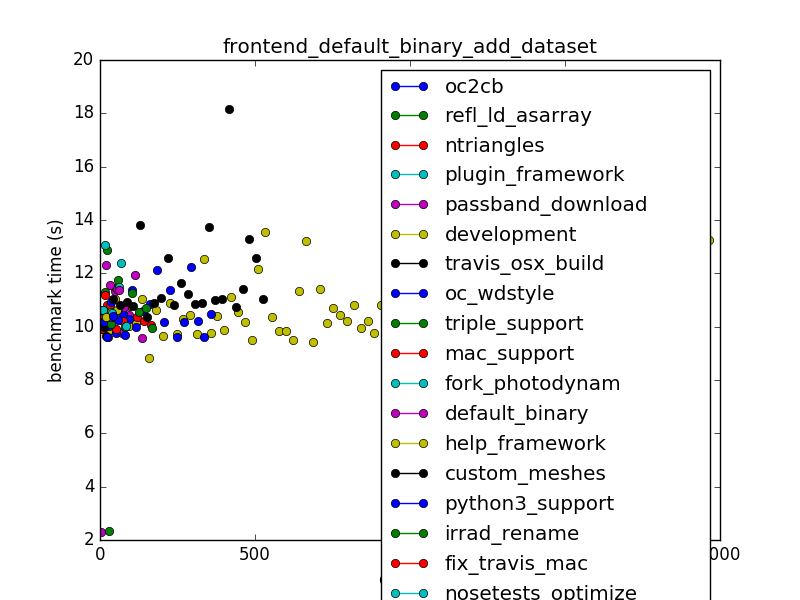 frontend_default_binary_add_dataset
benchmark time (s)
20
18
16
14
12
10
8
6
4
2
0
500
000
oc2cb
refl_ld_asarray
ntriangles
plugin_framework
passband_download
development
travis_osx_build
oc_wdstyle
triple_support
mac_support
fork_photodynam
default_binary
help_framework
custom_meshes
python3_support
irrad_rename
fix_travis_mac
nosetests_optimize